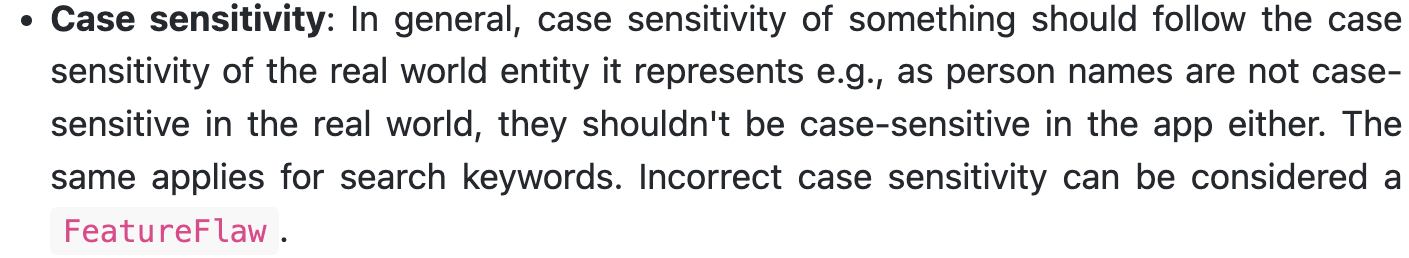 • Case sensitivity: In general, case sensitivity of something should follow the case
sensitivity of the real world entity it represents e.g., as person names are not case-
sensitive in the real world, they shouldn't be case-sensitive in the app either. The
same applies for search keywords. Incorrect case sensitivity can be considered a
FeatureFlaw.